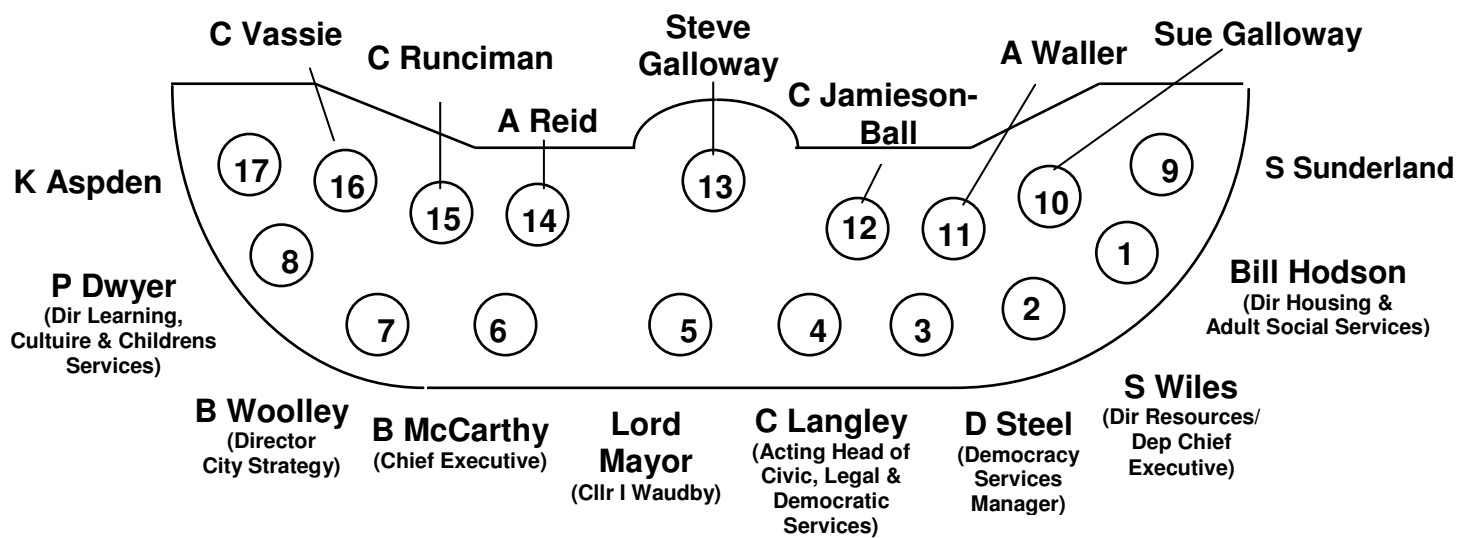 C Vassie
C Runciman
A Reid
Steve
Galloway
C Jamieson-
Ball
A Waller
Sue Galloway
K Aspden
17
16
15
14
13
12
11
10
9
S Sunderland
8
7
6
5
4
3
2
1
P Dwyer
(Dir Learning,
Cultuire & Childrens
Services)
B Woolley
(Director
City Strategy)
B McCarthy
(Chief Executive)
Lord
Mayor
(Cllr I Waudby)
C Langley
(Acting Head of
Civic, Legal &
Democratic
Services)
D Steel
(Democracy
Services
Manager)
S Wiles
(Dir Resources/
Dep Chief
Executive)
Bill Hodson
(Dir Housing &
Adult Social Services)